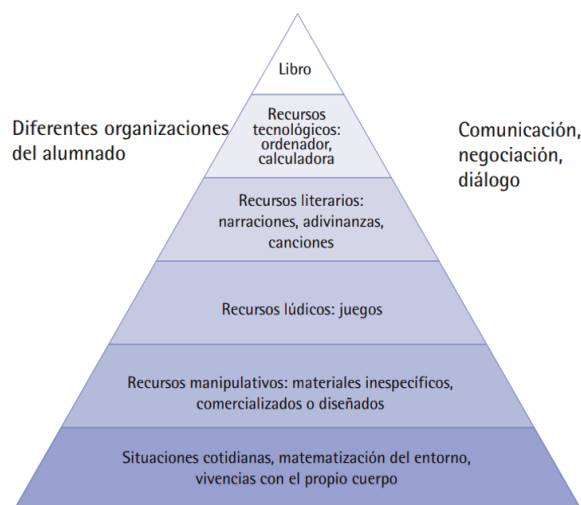 Libro
Diferentes organizaciones
del alumnado
Recursos
tecnológicos:
ordenador,
calculadora
Comunicación,
negociación,
diálogo
Recursos literarios:
narraciones, adivinanzas,
canciones
Recursos lúdicos: juegos
Recursos manipulativos: materiales inespecíficos,
comercializados o diseñados
Situaciones cotidianas, matematización del entorno,
vivencias con el propio cuerpo